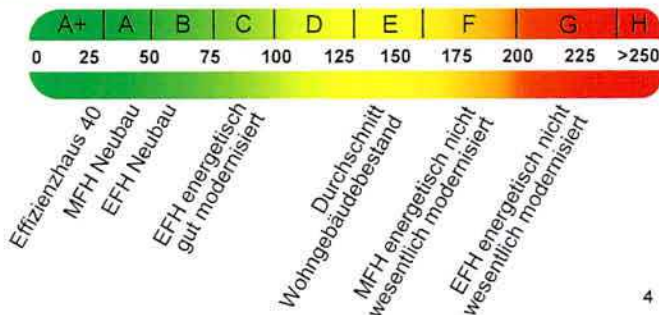 A+ A B C D E F G H
0 25 50 75 100 125 150 175 200 225 >250
Effizienzhaus 40
MFH Neubau
EFH Neubau
EFH energetisch
gut modernisiert
Durchschnitt
Wohngebäudebestand
MFH energetisch nicht
wesentlich modernisiert
EFH energetisch nicht
wesentlich modernisiert
4